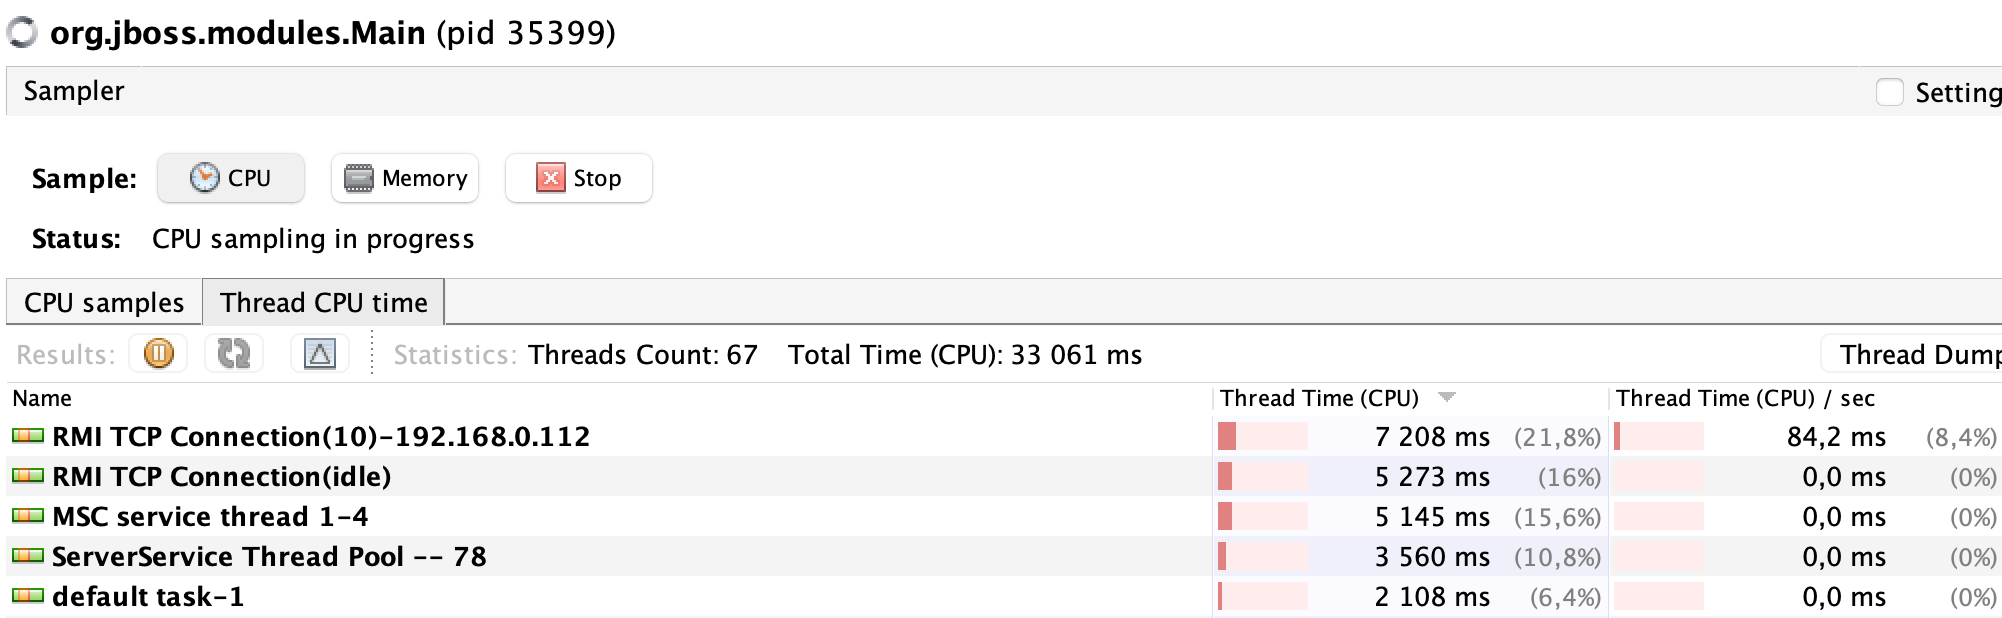 org.jboss.modules.Main (pid 35399)
Sampler
Setting
Sample: CPU Memory Stop
Status: CPU sampling in progress
CPU samples Thread CPU time
Results: Statistics: Threads Count: 67 Total Time (CPU): 33 061 ms Thread Dump
Name Thread Time (CPU) Thread Time (CPU) / sec
RMI TCP Connection(10)-192.168.0.112 7 208 ms (21,8%) 84,2 ms (8,4%)
RMI TCP Connection(idle) 5 273 ms (16%) 0,0 ms (0%)
MSC service thread 1-4 5 145 ms (15,6%) 0,0 ms (0%)
ServerService Thread Pool -- 78 3 560 ms (10,8%) 0,0 ms (0%)
default task-1 2 108 ms (6,4%) 0,0 ms (0%)